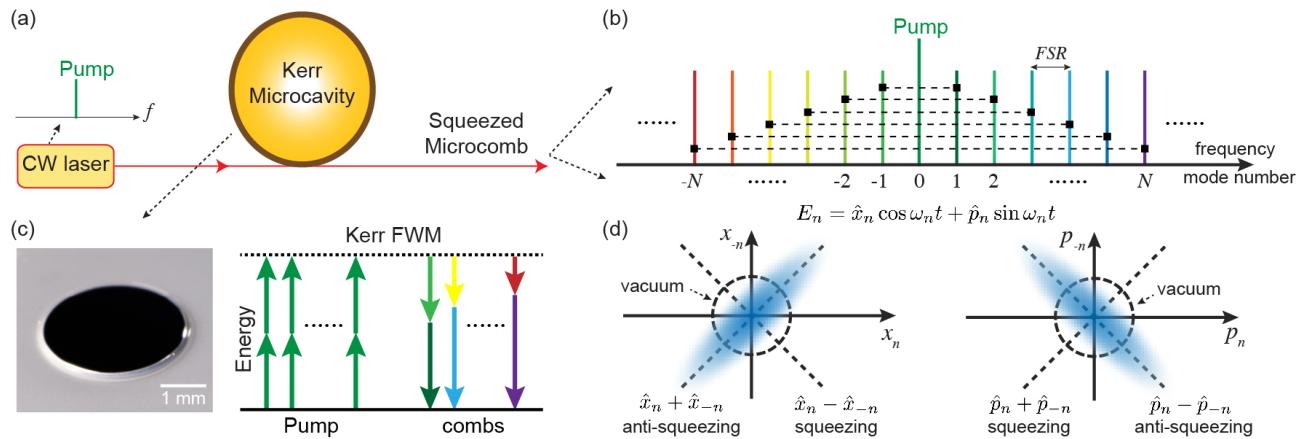 (a)
Pump
f
CW laser
Kerr
Microcavity
Squeezed
Microcomb
(b)
Pump
FSR
......
......
frequency
mode number
-N
......
-2
-1
0
1
2
......
N
(c)
1 mm
Kerr FWM
Energy
......
......
Pump
combs
(d)
E_n = x̂_n cos ω_n t + p̂_n sin ω_n t
x_-n
vacuum
x_n
x̂_n + x̂_−n
anti-squeezing
x̂_n − x̂_−n
squeezing
p_-n
vacuum
p_n
p̂_n + p̂_−n
squeezing
p̂_n − p̂_−n
anti-squeezing